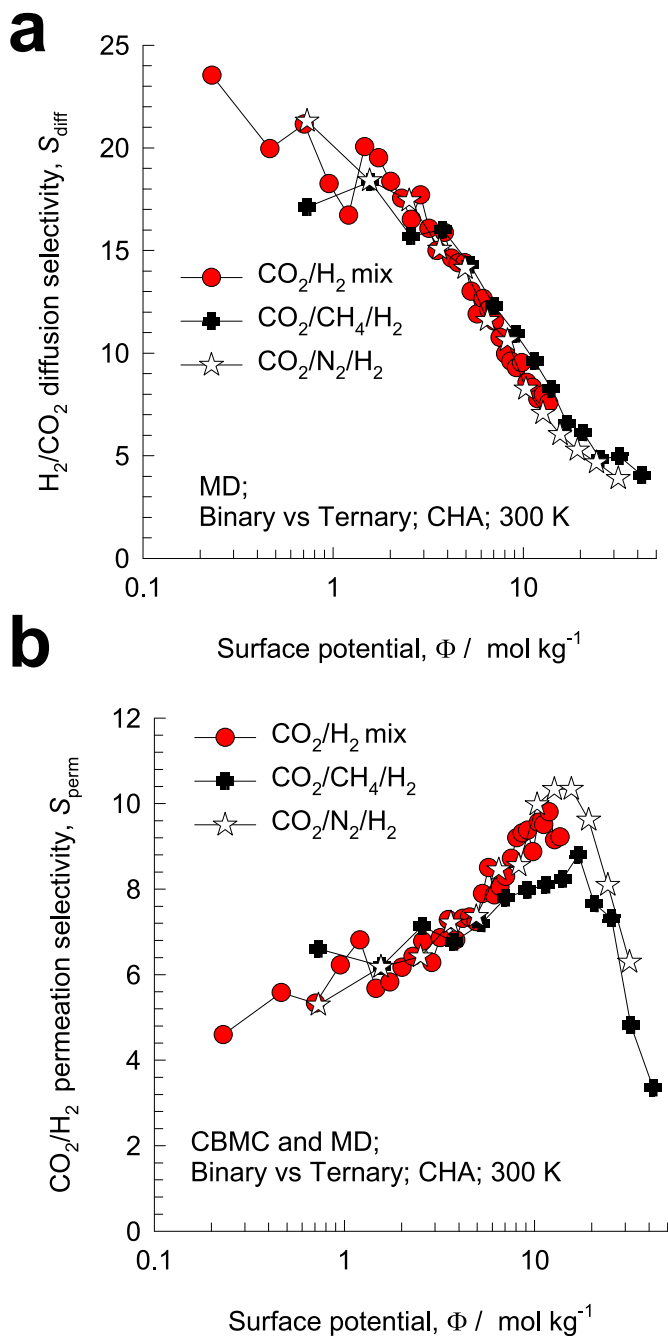 a
25
20
15
10
5
0
H₂/CO₂ diffusion selectivity, S_diff
CO₂/H₂ mix
CO₂/CH₄/H₂
CO₂/N₂/H₂
MD;
Binary vs Ternary; CHA; 300 K
0.1 1 10
Surface potential, Φ / mol kg⁻¹
b
12
10
8
6
4
2
0
CO₂/H₂ permeation selectivity, S_perm
CO₂/H₂ mix
CO₂/CH₄/H₂
CO₂/N₂/H₂
CBMC and MD;
Binary vs Ternary; CHA; 300 K
0.1 1 10
Surface potential, Φ / mol kg⁻¹